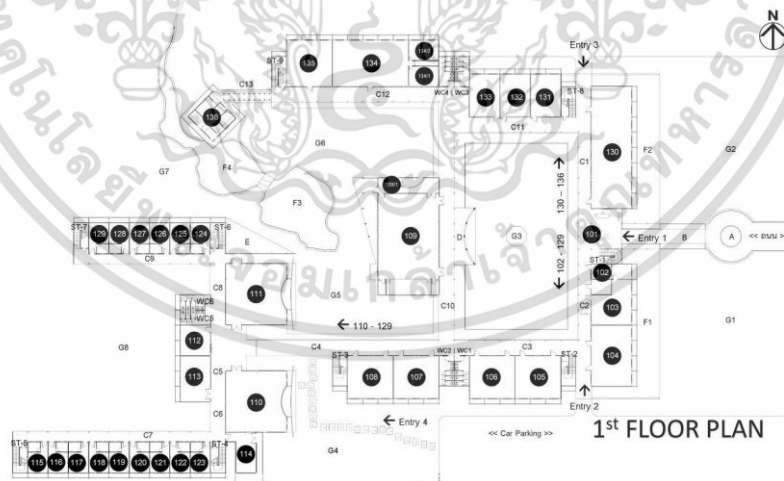 N
Entry 3
ST-9
135
134
134/2
134/1
WC4 | WC3
133
132
131
ST-8
C13
C12
C11
136
G6
G7
F4
F3
C1
130
F2
G2
130 – 136
102 - 129
G3
109
D
101
← Entry 1
B
A
<< ถนน >>
ST-7
129
128
127
126
125
124
ST-6
E
C9
C8
111
G5
C10
ST-1
102
103
C2
F1
G1
← 110 - 129
WC6
WC5
G8
112
113
C5
C4
ST-3
WC2 | WC1
C3
ST-2
108
107
106
105
104
110
C6
← Entry 4
<< Car Parking >>
Entry 2
1st FLOOR PLAN
C7
ST-5
ST-4
115
116
117
118
119
120
121
122
123
114
G4